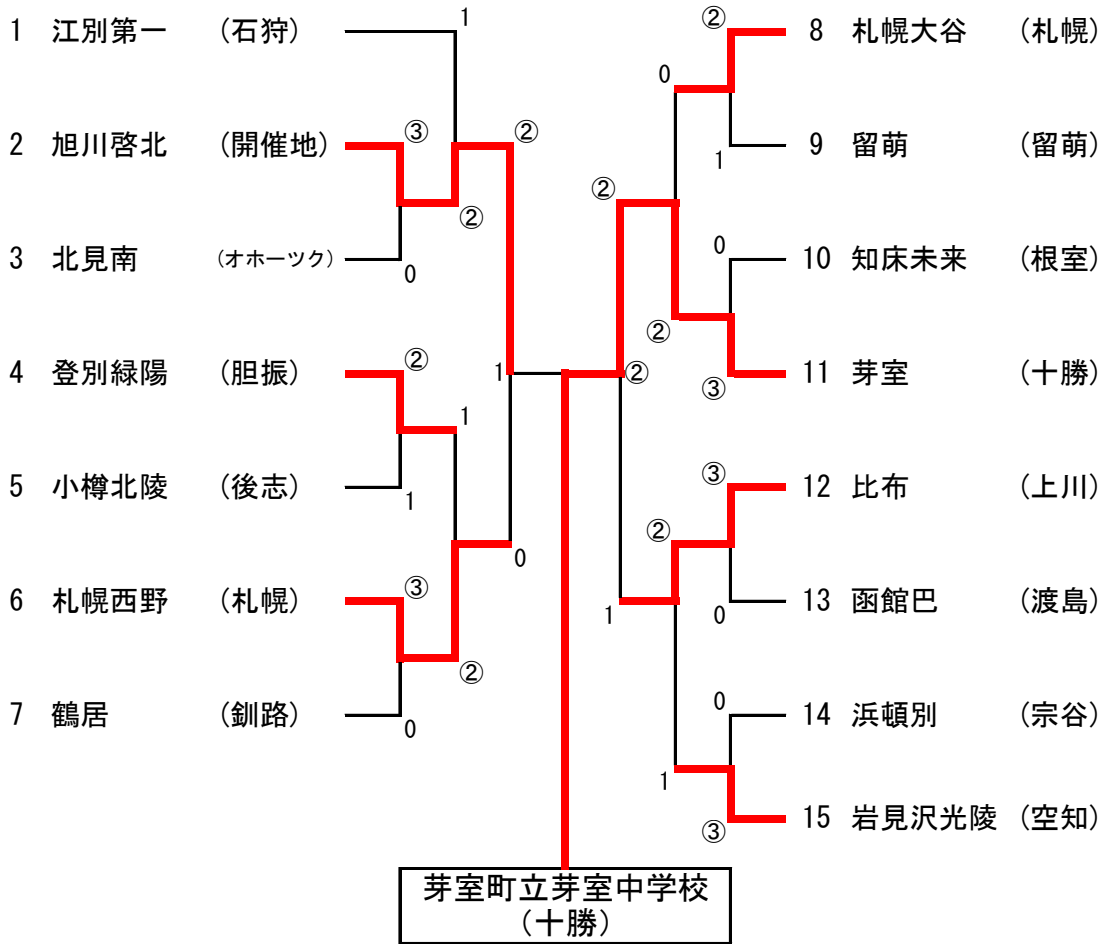 1 江別第一 (石狩)
2 旭川啓北 (開催地)
3 北見南 (オホーツク)
4 登別緑陽 (胆振)
5 小樽北陵 (後志)
6 札幌西野 (札幌)
7 鶴居 (釧路)
1
③
②
②
0
②
1
1
1
0
③
②
0
②
8 札幌大谷 (札幌)
0
9 留萌 (留萌)
1
②
0
10 知床未来 (根室)
②
②
11 芽室 (十勝)
③
③
12 比布 (上川)
②
13 函館巴 (渡島)
1
0
0
14 浜頓別 (宗谷)
1
15 岩見沢光陵 (空知)
③
芽室町立芽室中学校
(十勝)